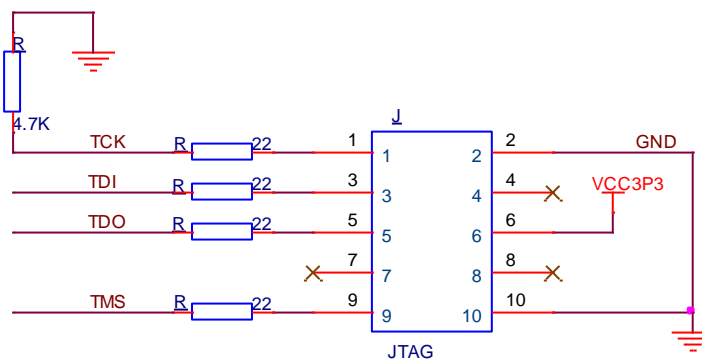 R
4.7K
J
TCK R 22 1 1 2 2 GND
TDI R 22 3 3 4 4 VCC3P3
TDO R 22 5 5 6 6
7 7 8 8
TMS R 22 9 9 10 10
JTAG